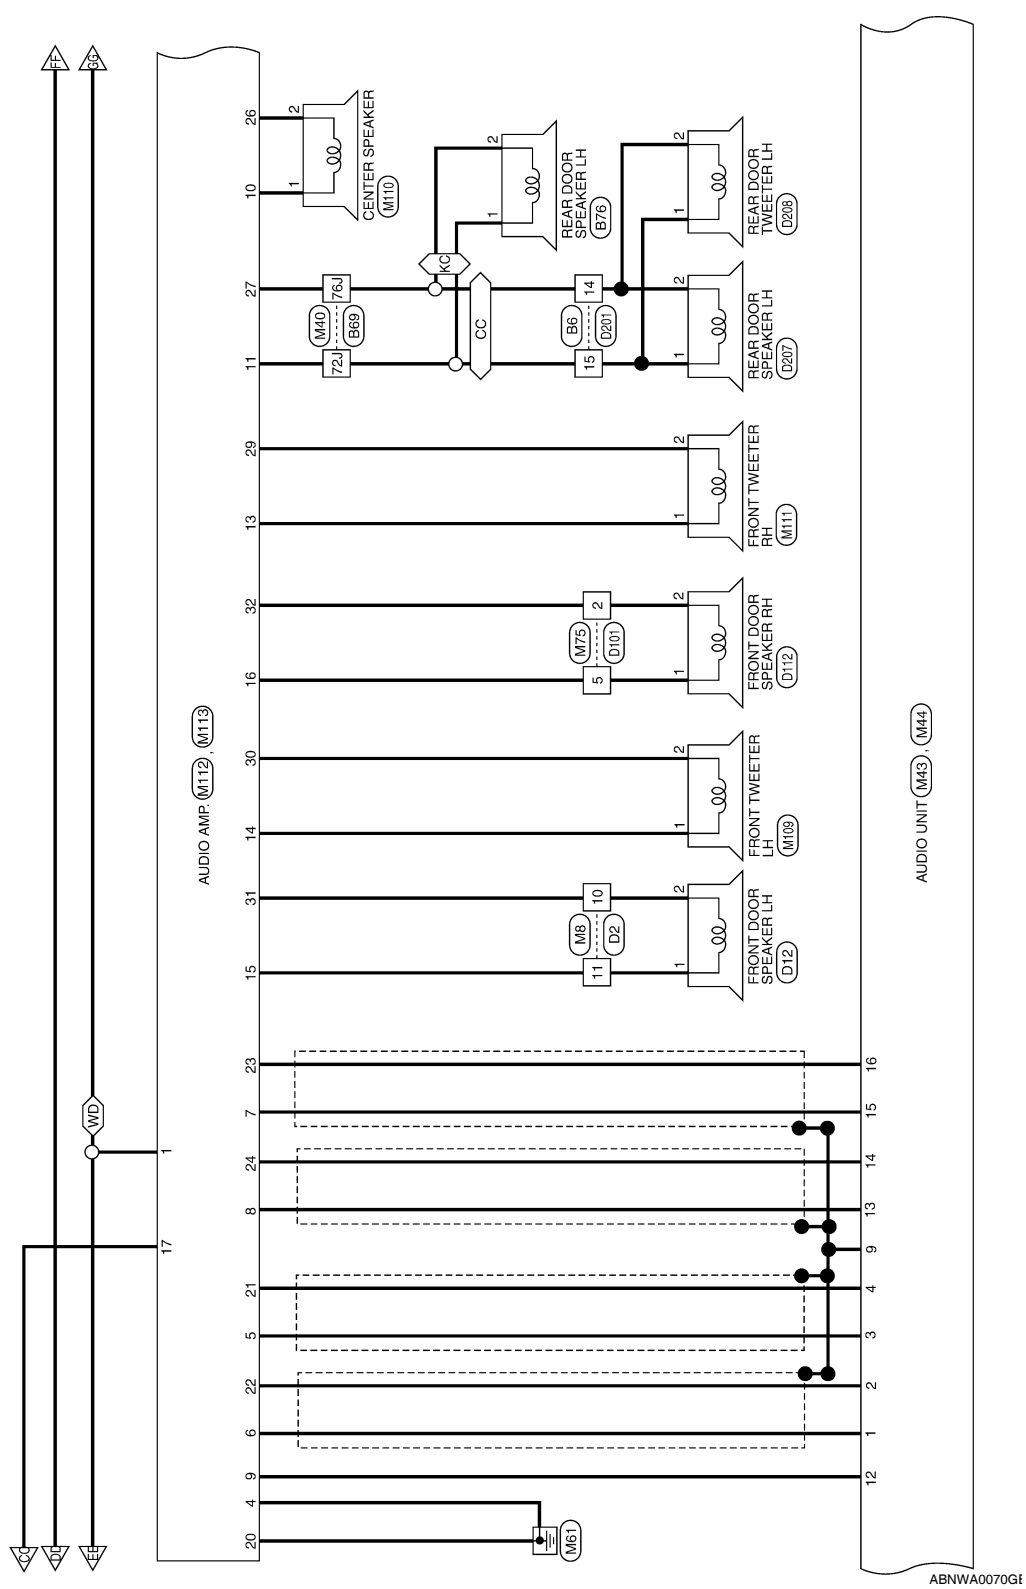 FF
GG
CENTER SPEAKER
M110
26
2
10
1
REAR DOOR
SPEAKER LH
B76
2
1
KC
REAR DOOR
TWEETER LH
D208
2
1
27
76J
M40
B69
72J
11
CC
14
B6
D201
15
2
1
REAR DOOR
SPEAKER LH
D207
29
13
2
1
FRONT TWEETER
RH
M111
32
16
2
M75
D101
5
2
1
FRONT DOOR
SPEAKER RH
D112
AUDIO AMP. M112 , M113
30
14
2
1
FRONT TWEETER
LH
M109
AUDIO UNIT M43 , M44
31
15
10
M8
D2
11
2
1
FRONT DOOR
SPEAKER LH
D12
WD
1
17
23
16
7
15
24
14
8
13
9
21
4
5
3
22
2
6
1
9
12
4
20
M61
CC
DD
EE
ABNWA0070GE